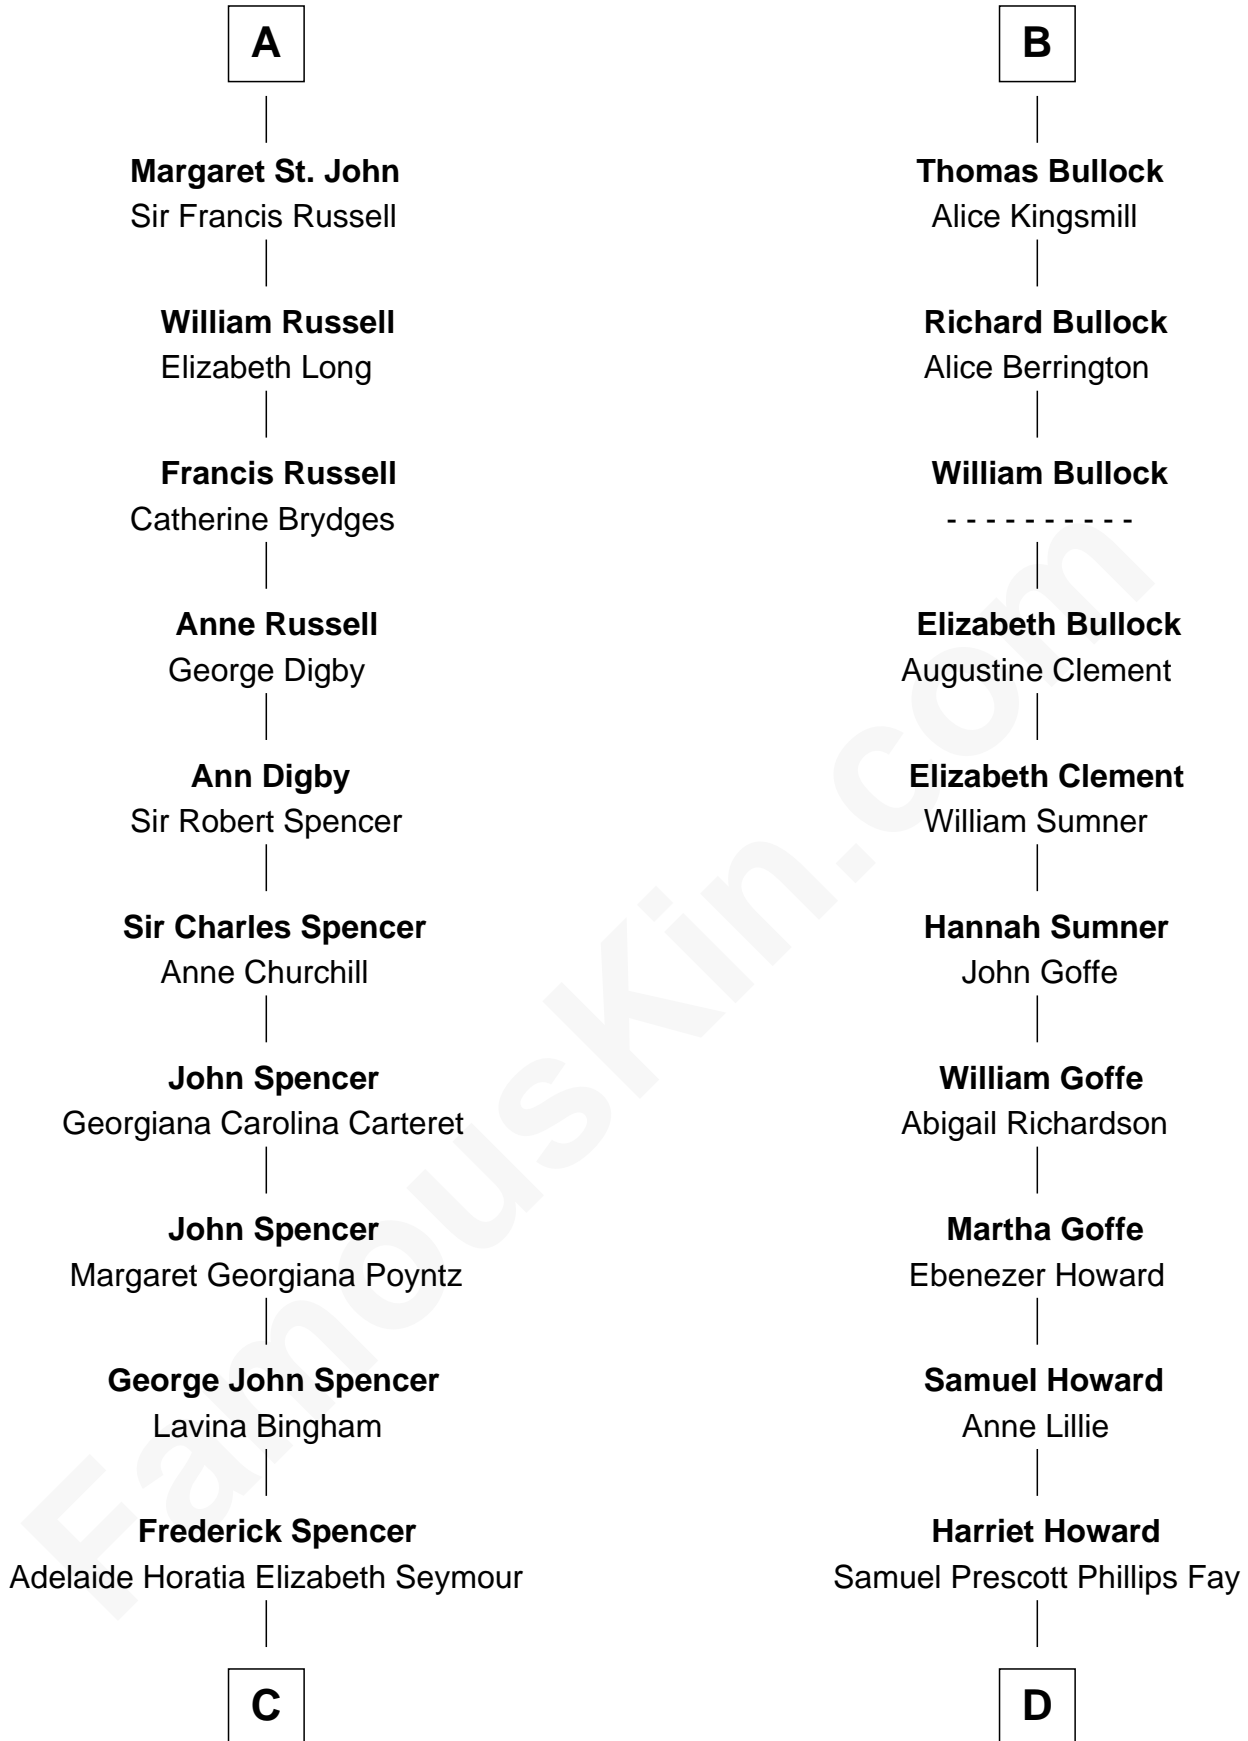 A
Margaret St. John
Sir Francis Russell
William Russell
Elizabeth Long
Francis Russell
Catherine Brydges
Anne Russell
George Digby
Ann Digby
Sir Robert Spencer
Sir Charles Spencer
Anne Churchill
John Spencer
Georgiana Carolina Carteret
John Spencer
Margaret Georgiana Poyntz
George John Spencer
Lavina Bingham
Frederick Spencer
Adelaide Horatia Elizabeth Seymour
C
B
Thomas Bullock
Alice Kingsmill
Richard Bullock
Alice Berrington
William Bullock
- - - - - - - - - -
Elizabeth Bullock
Augustine Clement
Elizabeth Clement
William Sumner
Hannah Sumner
John Goffe
William Goffe
Abigail Richardson
Martha Goffe
Ebenezer Howard
Samuel Howard
Anne Lillie
Harriet Howard
Samuel Prescott Phillips Fay
D
FamousKin.com